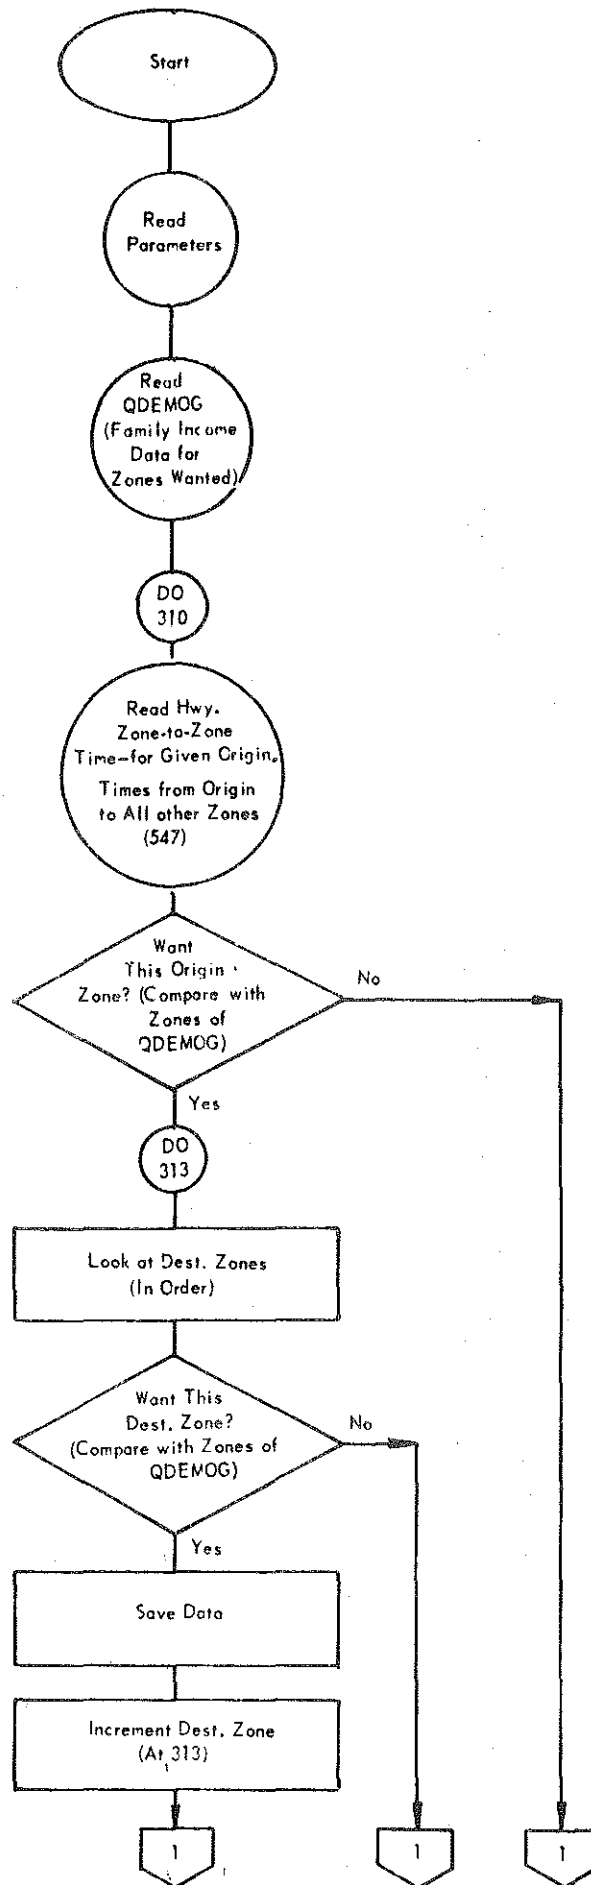 Start
Read
Parameters
Read
QDEMOG
(Family Income
Data for
Zones Wanted)
DO
310
Read Hwy.
Zone-to-Zone
Time-for Given Origin.
Times from Origin
to All other Zones
(547)
Want
This Origin
Zone? (Compare with
Zones of
QDEMOG)
No
Yes
DO
313
Look at Dest. Zones
(In Order)
Want This
Dest. Zone?
(Compare with Zones of
QDEMOG)
No
Yes
Save Data
Increment Dest. Zone
(At 313)
1
1
1